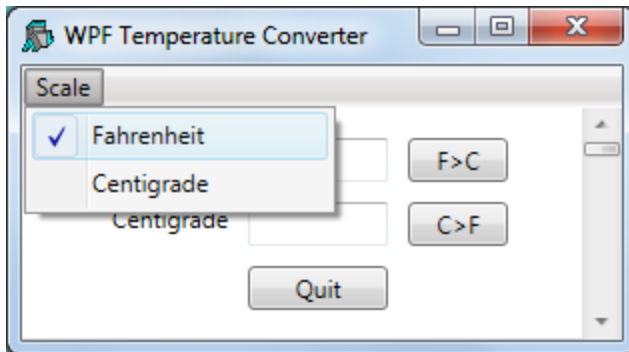 WPF Temperature Converter
Scale
Fahrenheit
F>C
Centigrade
Centigrade
C>F
Quit